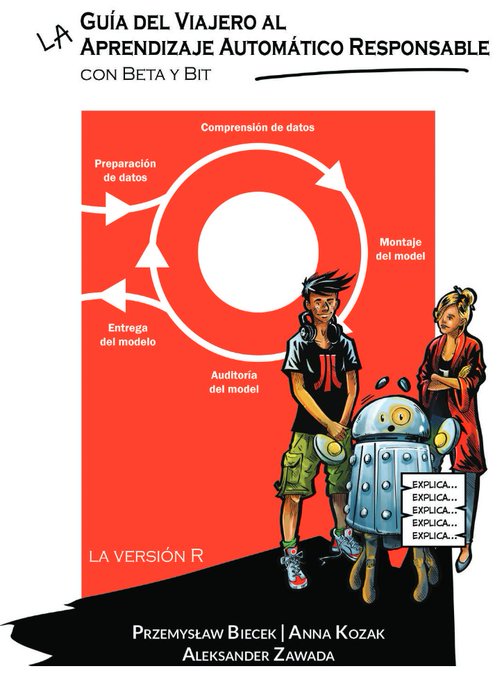 LA
GUÍA DEL VIAJERO AL
APRENDIZAJE AUTOMÁTICO RESPONSABLE
CON BETA Y BIT
Comprensión de datos
Preparación
de datos
Montaje
del model
Entrega
del modelo
Auditoría
del model
EXPLICA...
EXPLICA...
EXPLICA...
EXPLICA...
EXPLICA...
LA VERSIÓN R
PRZEMYSŁAW BIECEK | ANNA KOZAK
ALEKSANDER ZAWADA